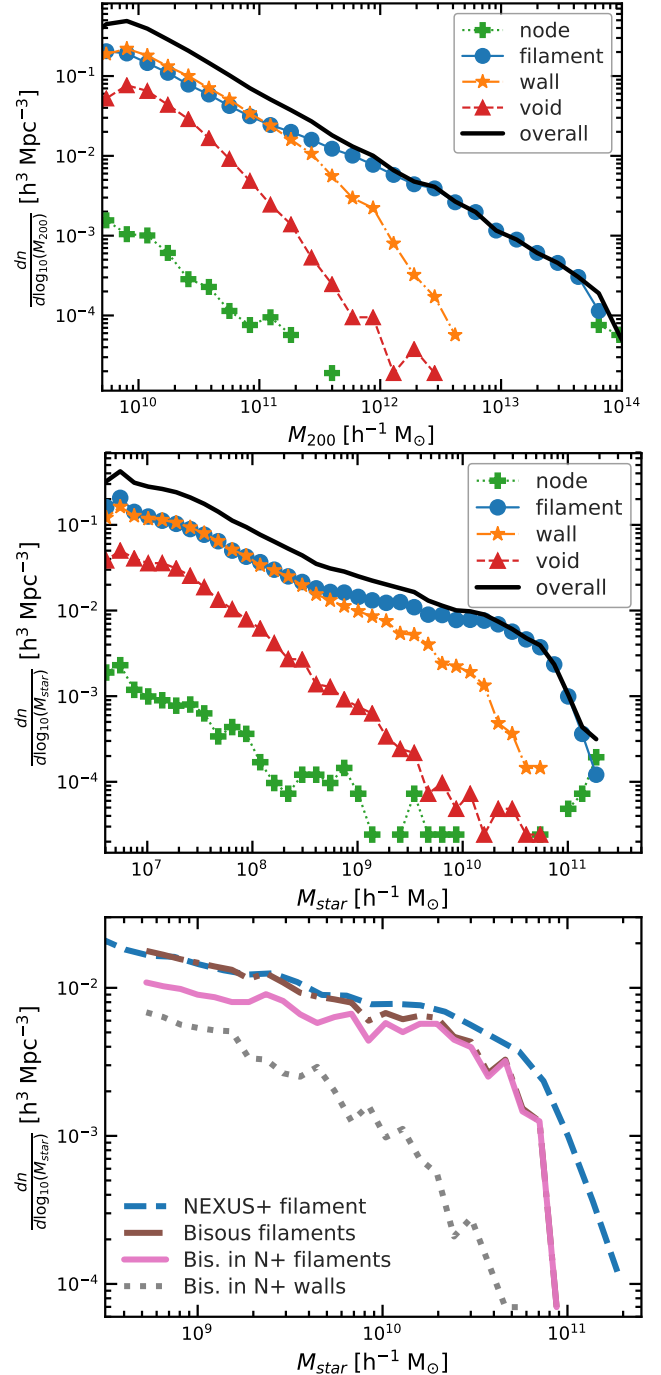 10⁻¹
10⁻²
10⁻³
10⁻⁴
dn
dlog₁₀(M₂₀₀)
[h³ Mpc⁻³]
node
filament
wall
void
overall
10¹⁰ 10¹¹ 10¹² 10¹³ 10¹⁴
M₂₀₀ [h⁻¹ M☉]
10⁻¹
10⁻²
10⁻³
10⁻⁴
dn
dlog₁₀(Mstar)
[h³ Mpc⁻³]
node
filament
wall
void
overall
10⁷ 10⁸ 10⁹ 10¹⁰ 10¹¹
Mstar [h⁻¹ M☉]
10⁻²
10⁻³
10⁻⁴
dn
dlog₁₀(Mstar)
[h³ Mpc⁻³]
NEXUS+ filament
Bisous filaments
Bis. in N+ filaments
Bis. in N+ walls
10⁹ 10¹⁰ 10¹¹
Mstar [h⁻¹ M☉]